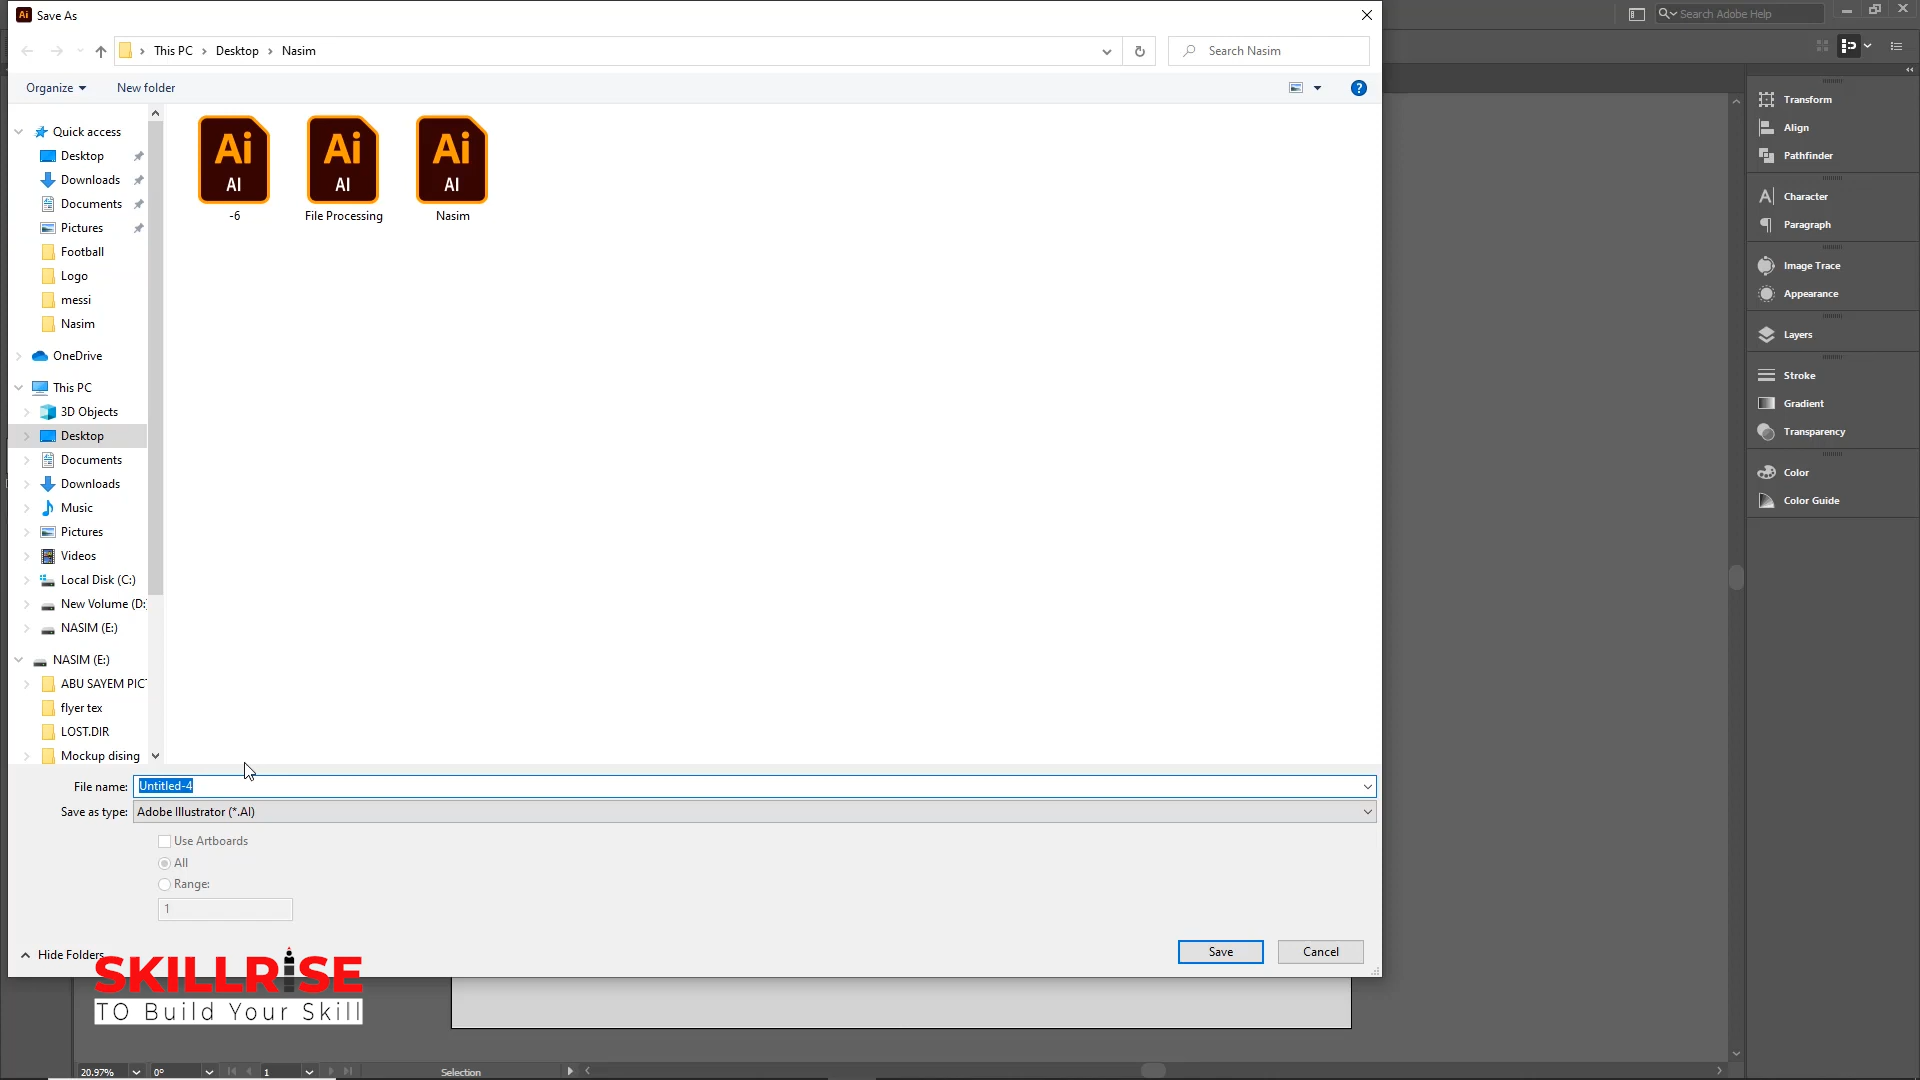 Ai Save As
Search Adobe Help
This PC > Desktop > Nasim
Search Nasim
Organize
New folder
Quick access
Desktop
Downloads
Documents
Pictures
Football
Logo
messi
Nasim
OneDrive
This PC
3D Objects
Desktop
Documents
Downloads
Music
Pictures
Videos
Local Disk (C:)
New Volume (D:
NASIM (E:)
NASIM (E:)
ABU SAYEM PIC
flyer tex
LOST.DIR
Mockup dising
Ai
AI
-6
Ai
AI
File Processing
Ai
AI
Nasim
File name: Untitled-4
Save as type: Adobe Illustrator (*.AI)
Use Artboards
All
Range:
1
Hide Folders
Save
Cancel
SKILLRISE
TO Build Your Skill
Transform
Align
Pathfinder
Character
Paragraph
Image Trace
Appearance
Layers
Stroke
Gradient
Transparency
Color
Color Guide
20.97%
0°
1
Selection